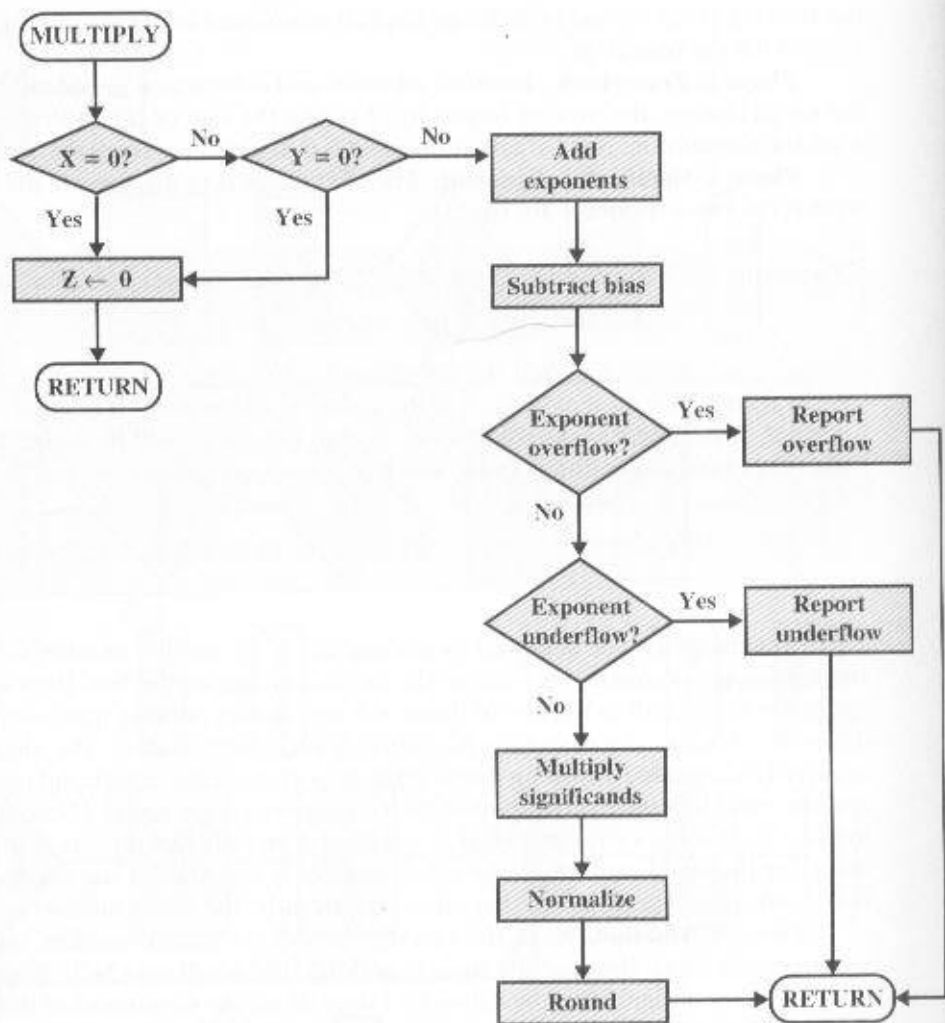 MULTIPLY
X = 0?
No
Y = 0?
No
Add
exponents
Yes
Yes
Z ← 0
Subtract bias
RETURN
Exponent
overflow?
Yes
Report
overflow
No
Exponent
underflow?
Yes
Report
underflow
No
Multiply
significands
Normalize
Round
RETURN